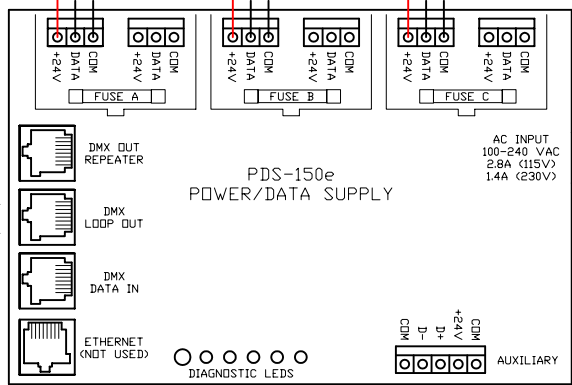 +24V DATA COM +24V DATA COM
FUSE A
+24V DATA COM +24V DATA COM
FUSE B
+24V DATA COM +24V DATA COM
FUSE C
DMX OUT
REPEATER
AC INPUT
100-240 VAC
2.8A (115V)
1.4A (230V)
PDS-150e
POWER/DATA SUPPLY
DMX
LOOP OUT
DMX
DATA IN
ETHERNET
(NOT USED)
DIAGNOSTIC LEDS
COM D- D+ +24V COM
AUXILIARY